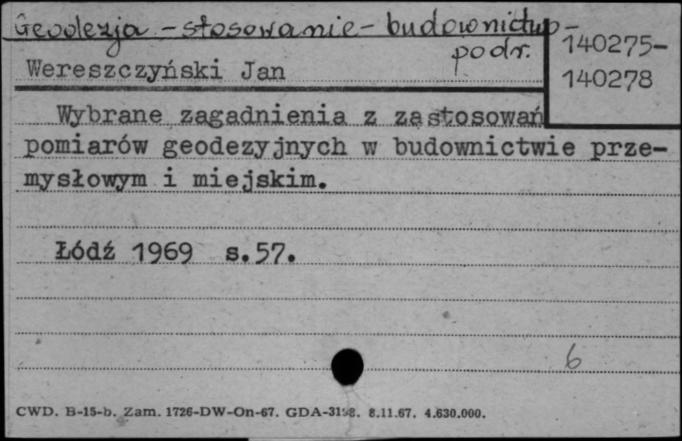 Geodezja - stosowanie - budownictwo -
podr.
140275-
140278
Wereszczyński Jan
Wybrane zagadnienia z zastosowań
pomiarów geodezyjnych w budownictwie prze-
mysłowym i miejskim.
Łódź 1969 s.57.
6
CWD. B-15-b. Zam. 1726-DW-On-67. GDA- 8.11.67. 4.630.000.